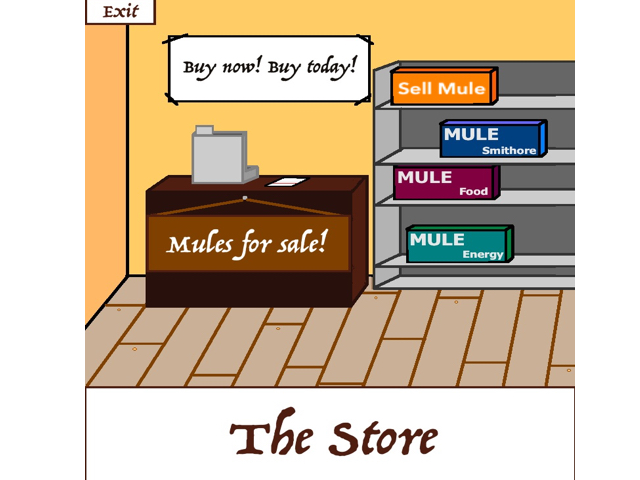 Exit
Buy now! Buy today!
Sell Mule
MULE
Smithore
MULE
Food
Mules for sale!
MULE
Energy
The Store